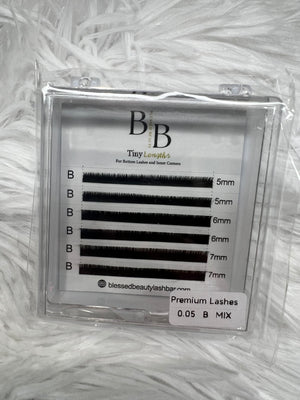 B B
Tiny Lengths
For Bottom Lashes and Inner Corners
B 5mm
B 5mm
B 6mm
B 6mm
B 7mm
B 7mm
blessedbeautylashbar.com
Premium Lashes
0.05 B MIX